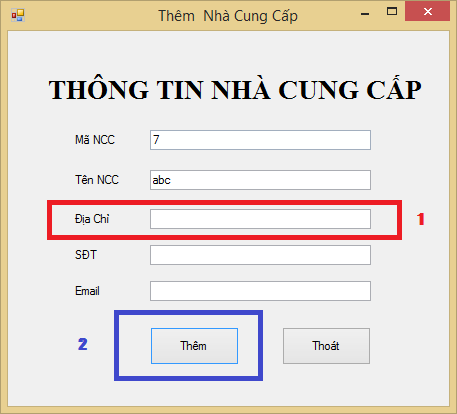 Thêm Nhà Cung Cấp
THÔNG TIN NHÀ CUNG CẤP
Mã NCC 7
Tên NCC abc
Địa Chỉ 1
SĐT
Email
2 Thêm Thoát